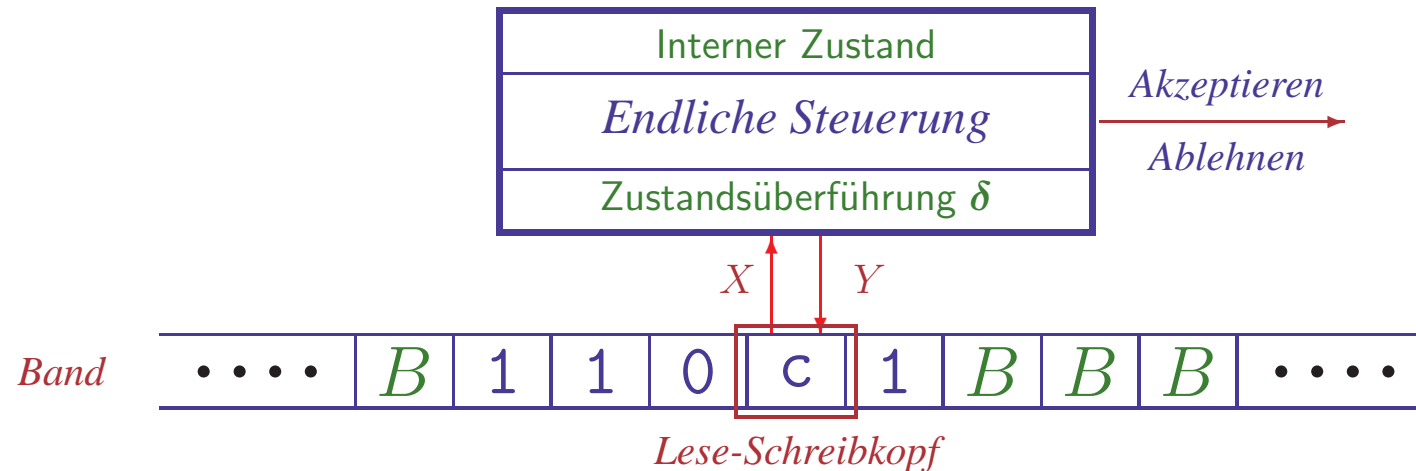 Interner Zustand
Endliche Steuerung
Zustandsüberführung δ
Akzeptieren
Ablehnen
X Y
Band · · · · B 1 1 0 c 1 B B B · · · ·
Lese-Schreibkopf